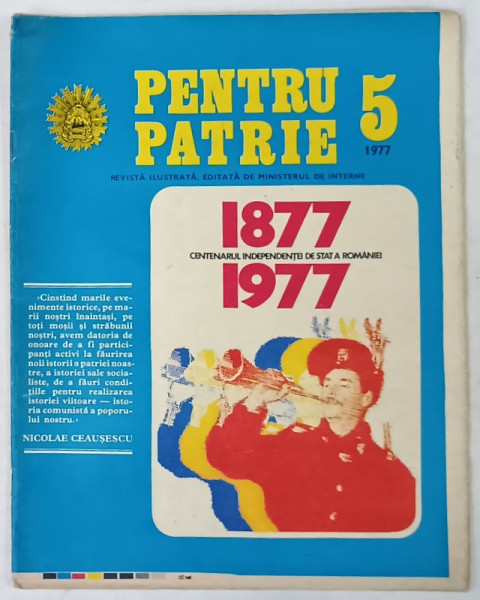 PENTRU
PATRIE
5
1977
REVISTĂ ILUSTRATĂ, EDITATĂ DE MINISTERUL DE INTERNE
1877
CENTENARUL INDEPENDENȚEI DE STAT A ROMÂNIEI
1977
«Cinstind marile eve-
nimente istorice, pe ma-
rii noștri înaintași, pe
toți moșii și străbunii
noștri, avem datoria de
onoare de a fi partici-
panți activi la făurirea
noii istorii a patriei noas-
tre, a istoriei sale socia-
liste, de a făuri condi-
țiile pentru realizarea
istoriei viitoare — isto-
ria comunistă a poporu-
lui nostru.»
NICOLAE CEAUȘESCU